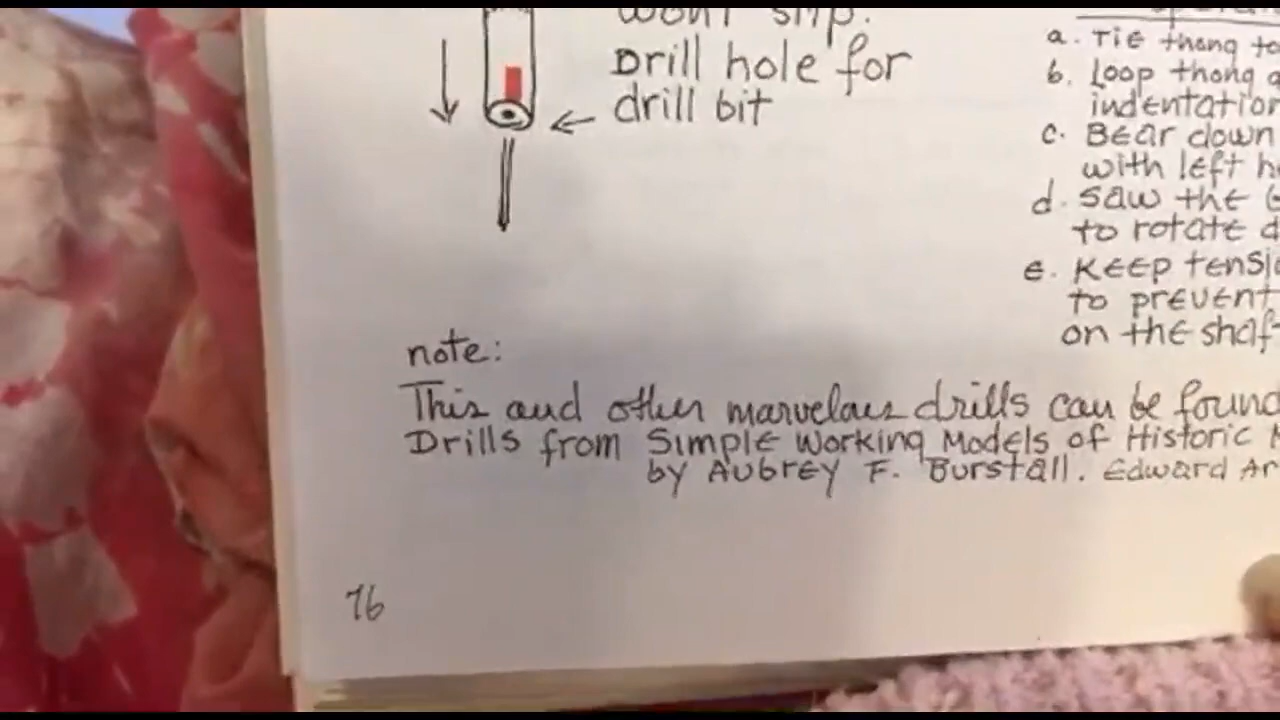 won't slip.
Drill hole for
drill bit
a. Tie thong to
b. Loop thong
indentation
c. Bear down
with left
d. Saw the
to rotate
e. Keep
to prevent
on the
note:
This and other marvelous drills can be found
Drills from Simple Working Models of Historic
by Aubrey F. Burstall. Edward
76